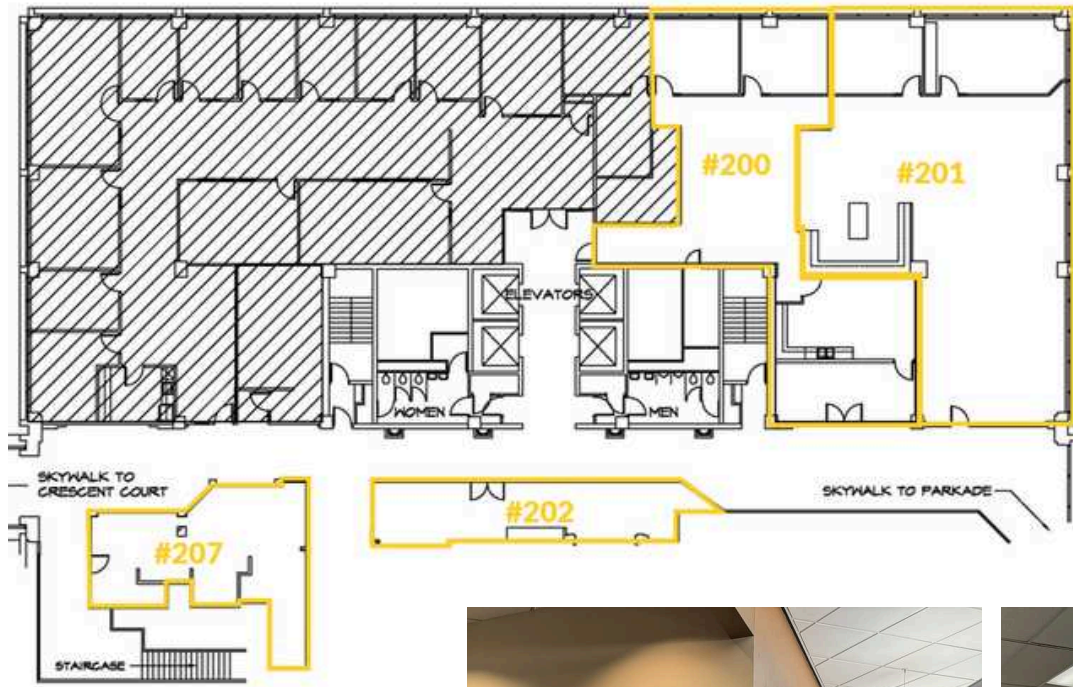 #200
#201
ELEVATORS
WOMEN
MEN
SKYWALK TO
CRESCENT COURT
SKYWALK TO PARKADE
#202
#207
STAIRCASE